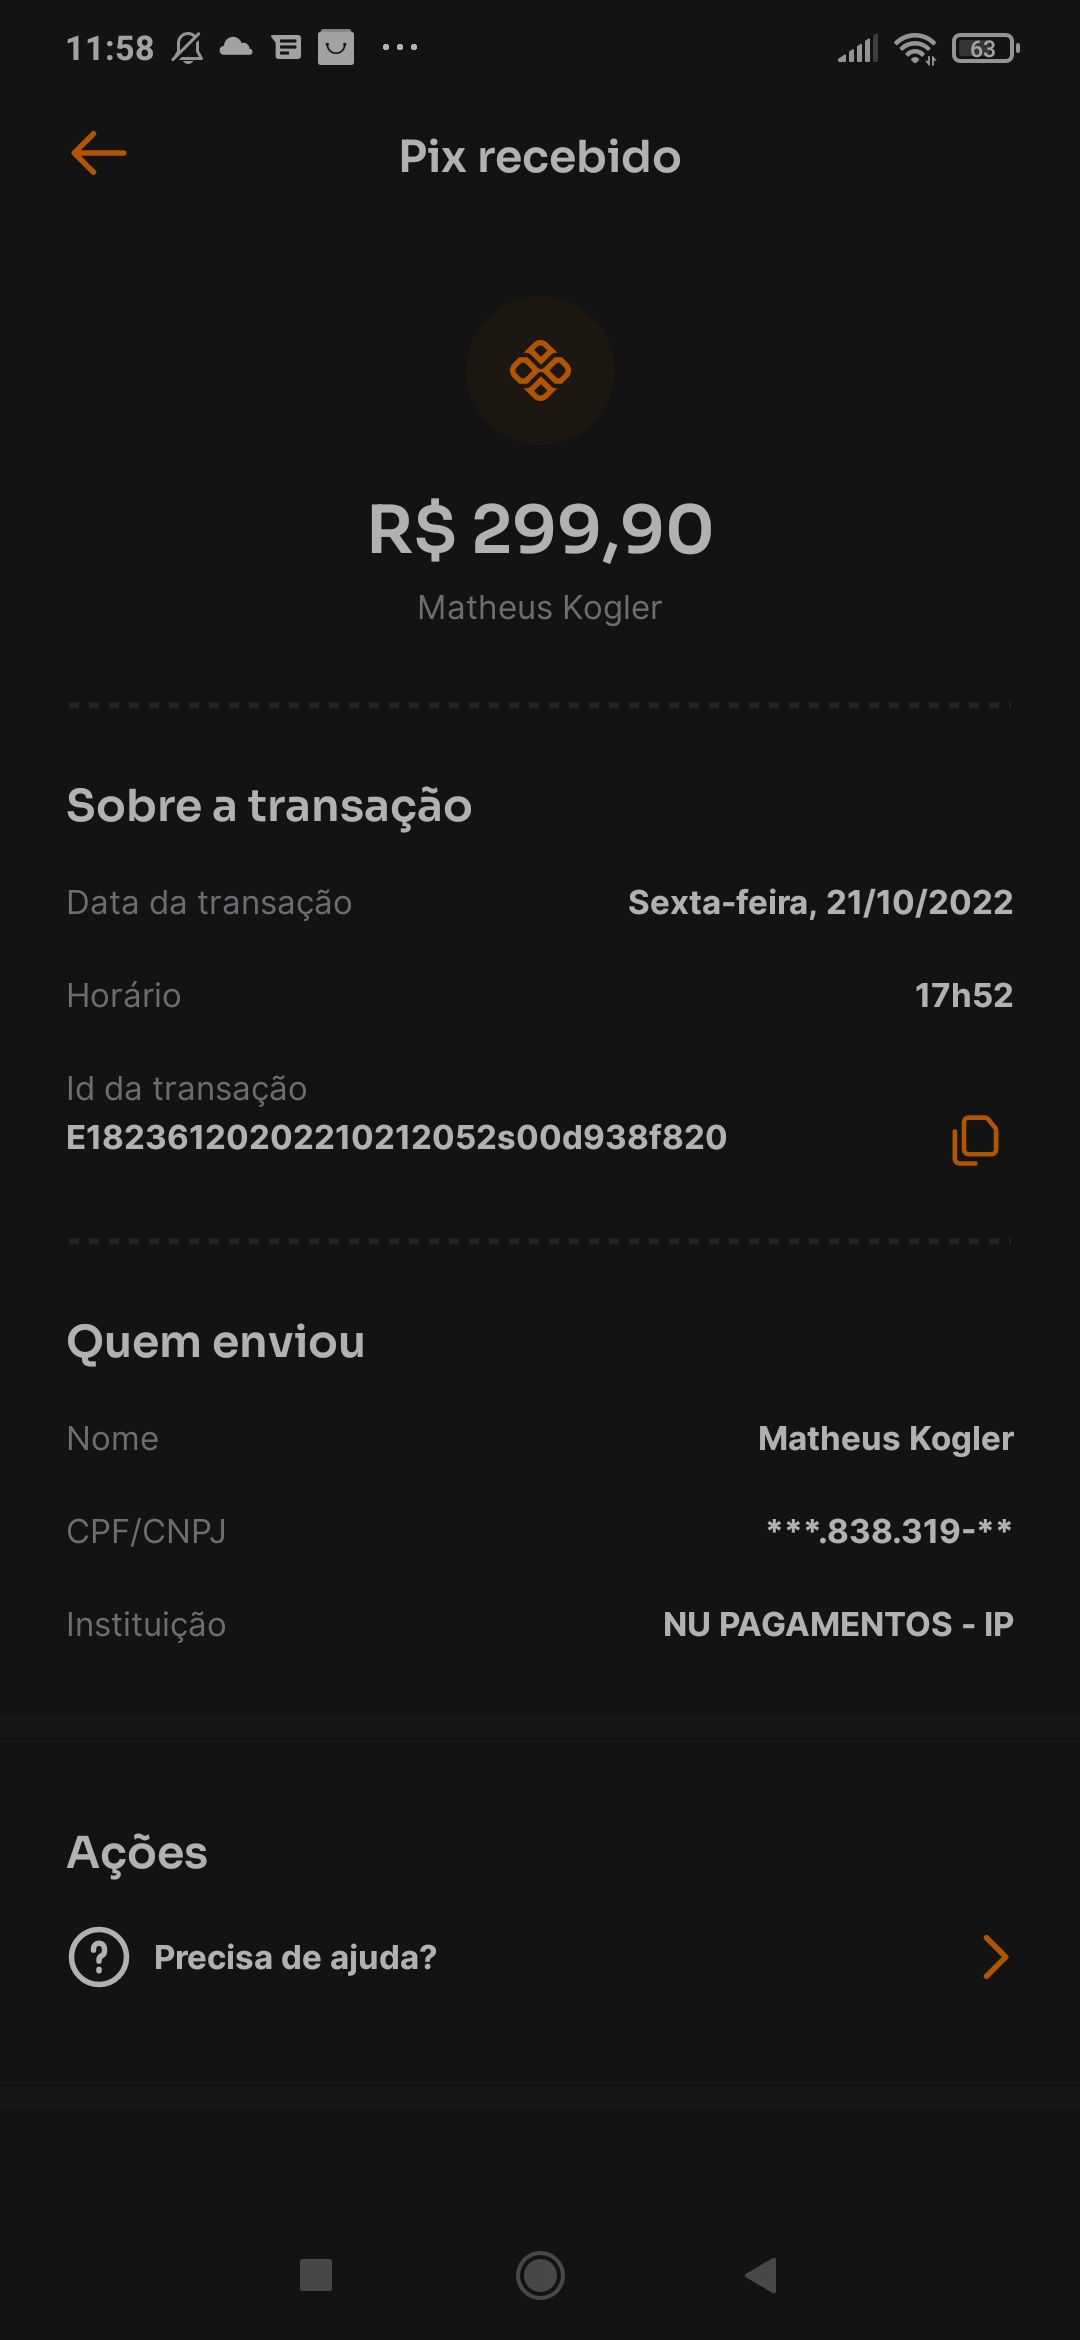 11:58
63
Pix recebido
R$ 299,90
Matheus Kogler
Sobre a transação
Data da transação Sexta-feira, 21/10/2022
Horário 17h52
Id da transação
E18236120202210212052s00d938f820
Quem enviou
Nome Matheus Kogler
CPF/CNPJ ***.838.319-**
Instituição NU PAGAMENTOS - IP
Ações
Precisa de ajuda?